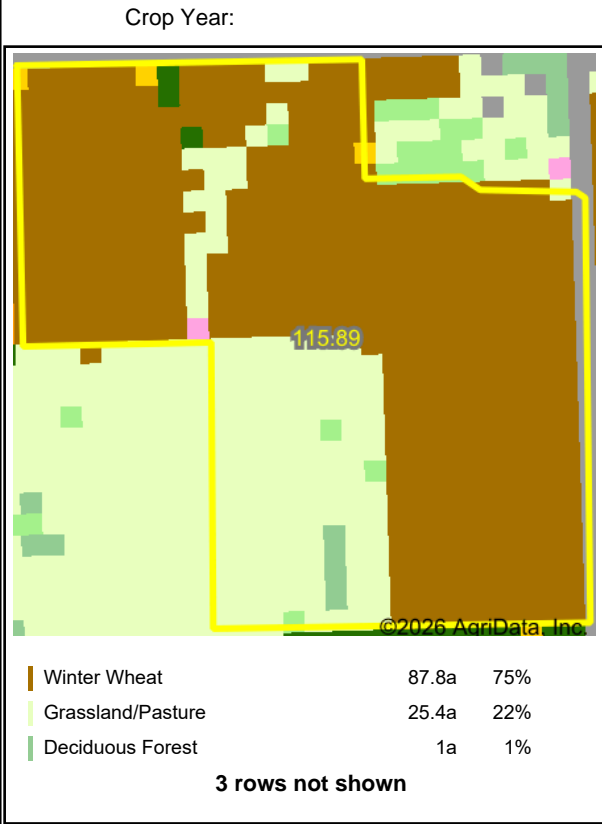 Crop Year:
115.89
©2026 AgriData, Inc.
Winter Wheat 87.8a 75%
Grassland/Pasture 25.4a 22%
Deciduous Forest 1a 1%
3 rows not shown